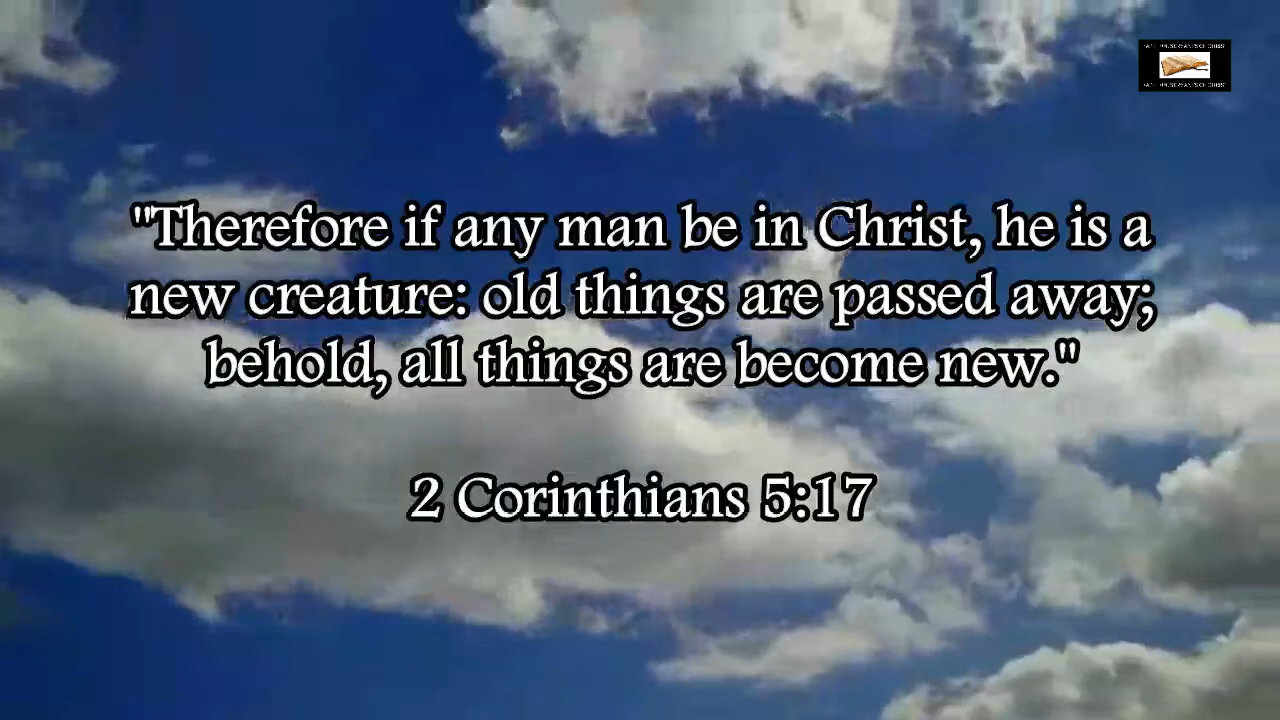 "Therefore if any man be in Christ, he is a
new creature: old things are passed away;
behold, all things are become new."
2 Corinthians 5:17